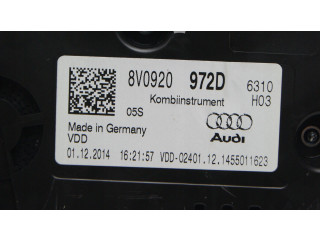 8V0920 972D 6310
Kombiinstrument H03
05S
Made in Germany
VDD Audi
01.12.2014 16:21:57 VDD-02401.12.1455011623